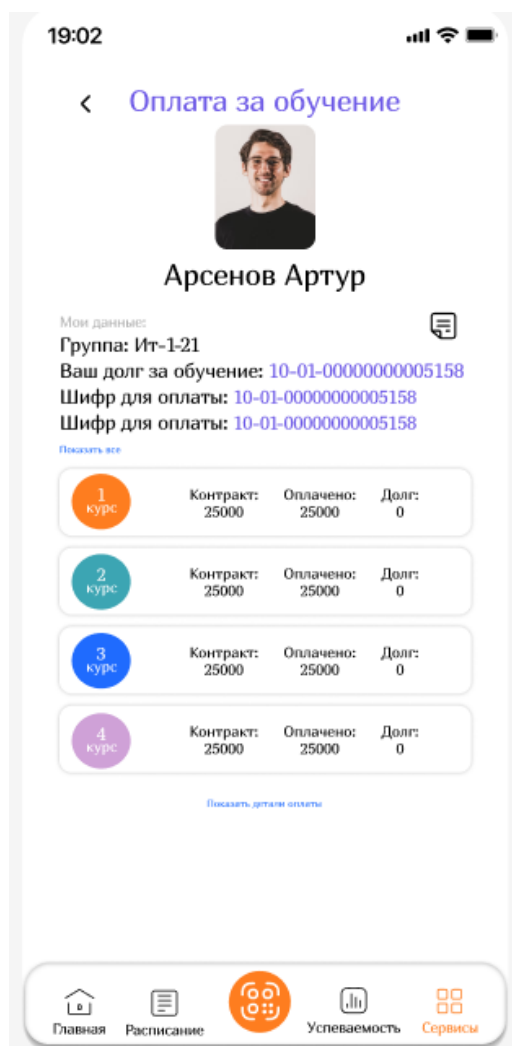 19:02
Оплата за обучение
Арсенов Артур
Мои данные:
Группа: Ит-1-21
Ваш долг за обучение: 10-01-00000000005158
Шифр для оплаты: 10-01-00000000005158
Шифр для оплаты: 10-01-00000000005158
Показать все
1 курс Контракт: 25000 Оплачено: 25000 Долг: 0
2 курс Контракт: 25000 Оплачено: 25000 Долг: 0
3 курс Контракт: 25000 Оплачено: 25000 Долг: 0
4 курс Контракт: 25000 Оплачено: 25000 Долг: 0
Показать детали оплаты
Главная Расписание Успеваемость Сервисы